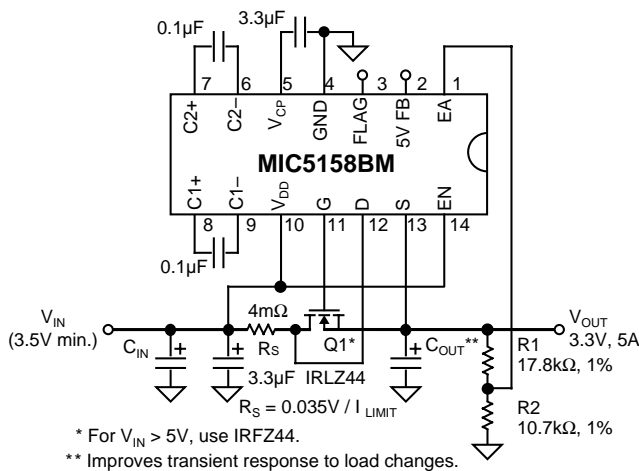 0.1µF
3.3µF
7
6
5
4
3
2
1
C2+
C2–
VCP
GND
FLAG
5V FB
EA
MIC5158BM
C1+
C1–
VDD
G
D
S
EN
8
9
10
11
12
13
14
0.1µF
VIN
(3.5V min.)
4mΩ
VOUT
3.3V, 5A
CIN
+
+
RS
Q1*
COUT**
+
R1
17.8kΩ, 1%
3.3µF
IRLZ44
RS = 0.035V / I LIMIT
R2
10.7kΩ, 1%
* For VIN > 5V, use IRFZ44.
** Improves transient response to load changes.